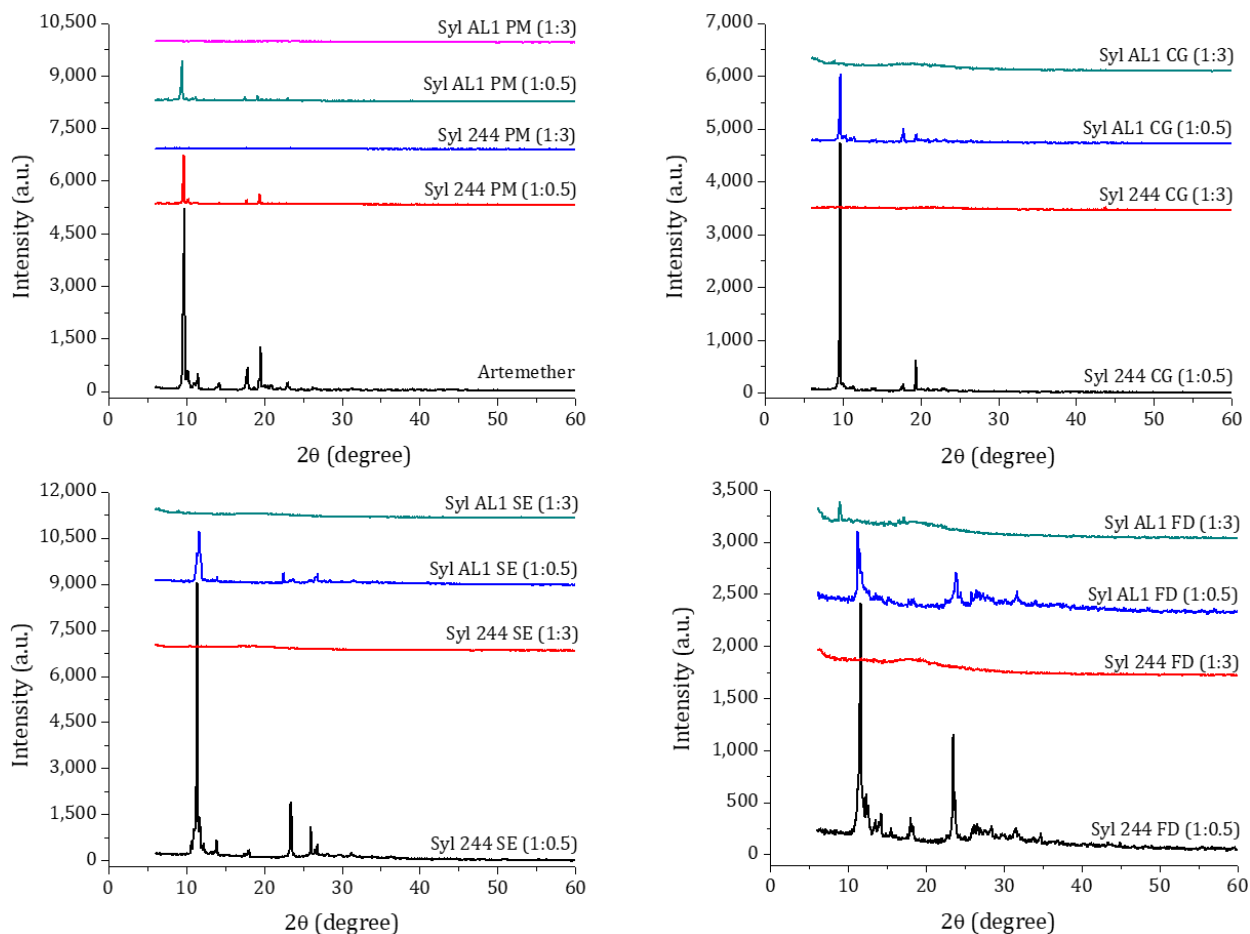 10,500
9,000
7,500
6,000
4,500
3,000
1,500
0
Intensity (a.u.)
Syl AL1 PM (1:3)
Syl AL1 PM (1:0.5)
Syl 244 PM (1:3)
Syl 244 PM (1:0.5)
Artemether
0 10 20 30 40 50 60
2θ (degree)
7,000
6,000
5,000
4,000
3,000
2,000
1,000
0
Intensity (a.u.)
Syl AL1 CG (1:3)
Syl AL1 CG (1:0.5)
Syl 244 CG (1:3)
Syl 244 CG (1:0.5)
0 10 20 30 40 50 60
2θ (degree)
12,000
10,500
9,000
7,500
6,000
4,500
3,000
1,500
0
Intensity (a.u.)
Syl AL1 SE (1:3)
Syl AL1 SE (1:0.5)
Syl 244 SE (1:3)
Syl 244 SE (1:0.5)
0 10 20 30 40 50 60
2θ (degree)
3,500
3,000
2,500
2,000
1,500
1,000
500
0
Intensity (a.u.)
Syl AL1 FD (1:3)
Syl AL1 FD (1:0.5)
Syl 244 FD (1:3)
Syl 244 FD (1:0.5)
0 10 20 30 40 50 60
2θ (degree)